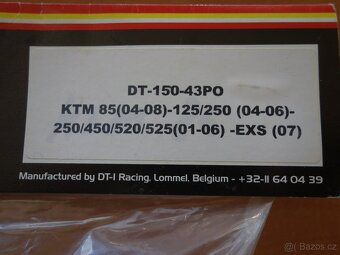 DT-150-43PO
KTM 85(04-08)-125/250 (04-06)-
250/450/520/525(01-06) -EXS (07)
Manufactured by DT-1 Racing. Lommel. Belgium - +32-11 64 04 39
Bazoš.cz